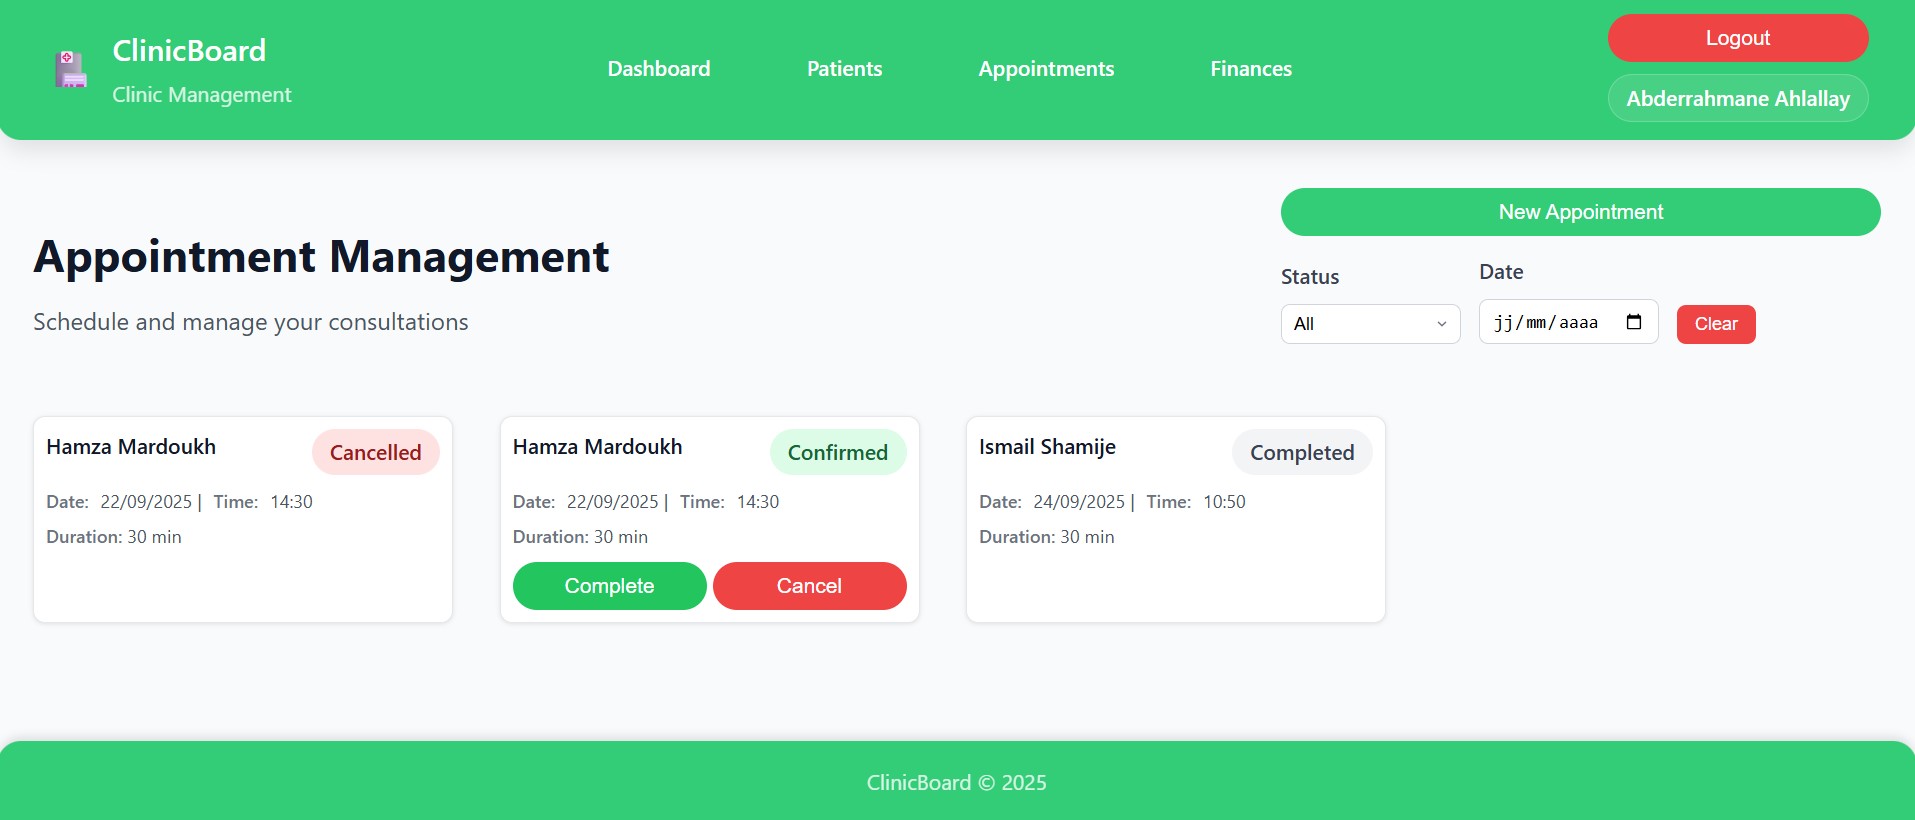 ClinicBoard
Clinic Management
Dashboard
Patients
Appointments
Finances
Logout
Abderrahmane Ahlallay
Appointment Management
Schedule and manage your consultations
New Appointment
Status
All
Date
jj/mm/aaaa
Clear
Hamza Mardoukh
Cancelled
Date: 22/09/2025 | Time: 14:30
Duration: 30 min
Hamza Mardoukh
Confirmed
Date: 22/09/2025 | Time: 14:30
Duration: 30 min
Complete
Cancel
Ismail Shamije
Completed
Date: 24/09/2025 | Time: 10:50
Duration: 30 min
ClinicBoard © 2025